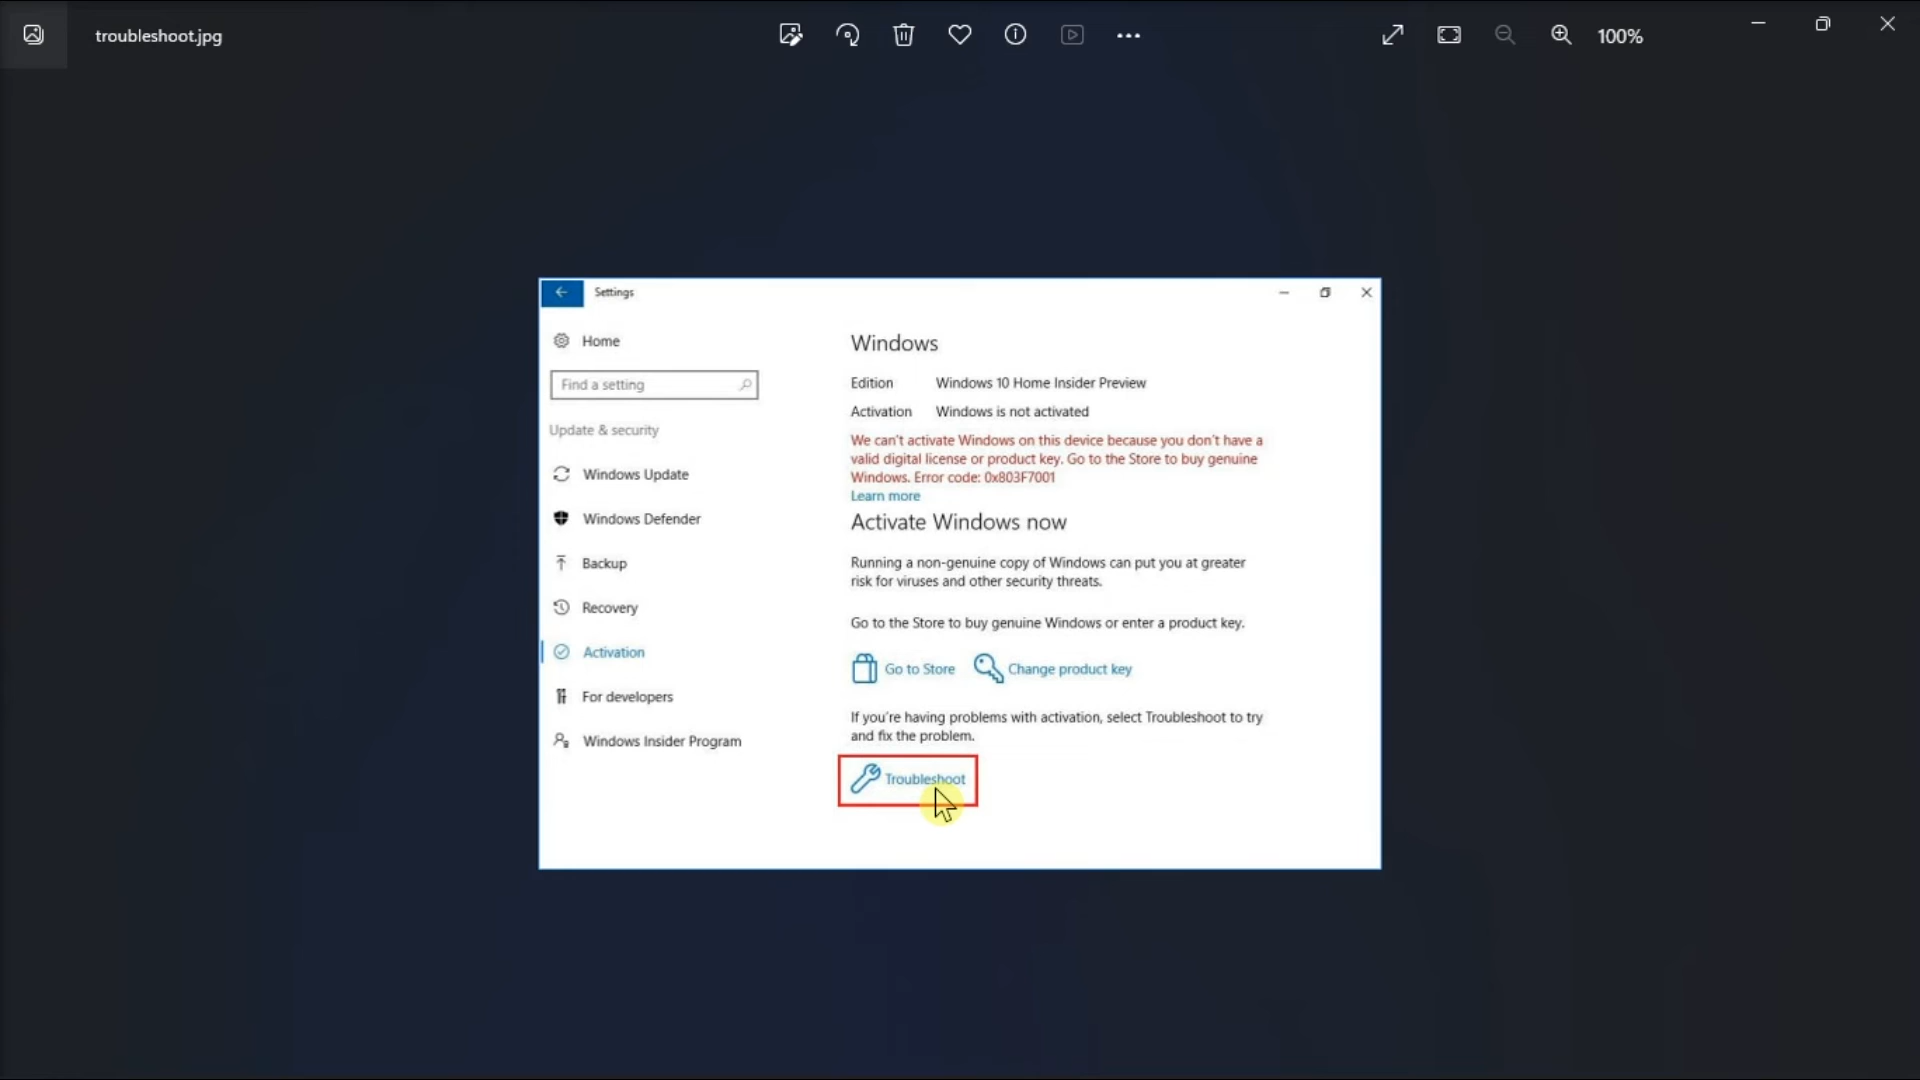 troubleshoot.jpg
100%
Settings
Home
Find a setting
Update & security
Windows Update
Windows Defender
Backup
Recovery
Activation
For developers
Windows Insider Program
Windows
Edition Windows 10 Home Insider Preview
Activation Windows is not activated
We can't activate Windows on this device because you don't have a
valid digital license or product key. Go to the Store to buy genuine
Windows. Error code: 0x803F7001
Learn more
Activate Windows now
Running a non-genuine copy of Windows can put you at greater
risk for viruses and other security threats.
Go to the Store to buy genuine Windows or enter a product key.
Go to Store Change product key
If you're having problems with activation, select Troubleshoot to try
and fix the problem.
Troubleshoot